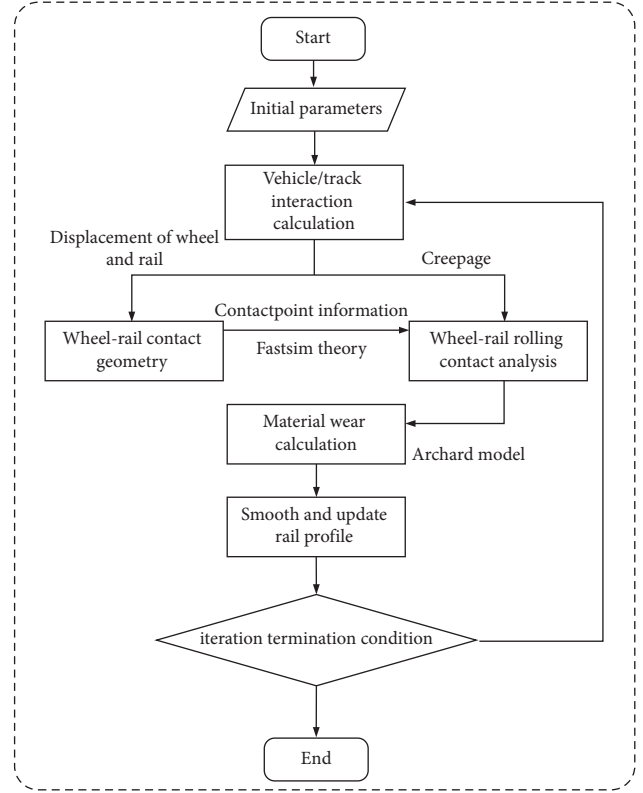 Start
Initial parameters
Vehicle/track
interaction
calculation
Displacement of wheel
and rail
Creepage
Contactpoint information
Wheel-rail contact
geometry
Fastsim theory
Wheel-rail rolling
contact analysis
Material wear
calculation
Archard model
Smooth and update
rail profile
iteration termination condition
End